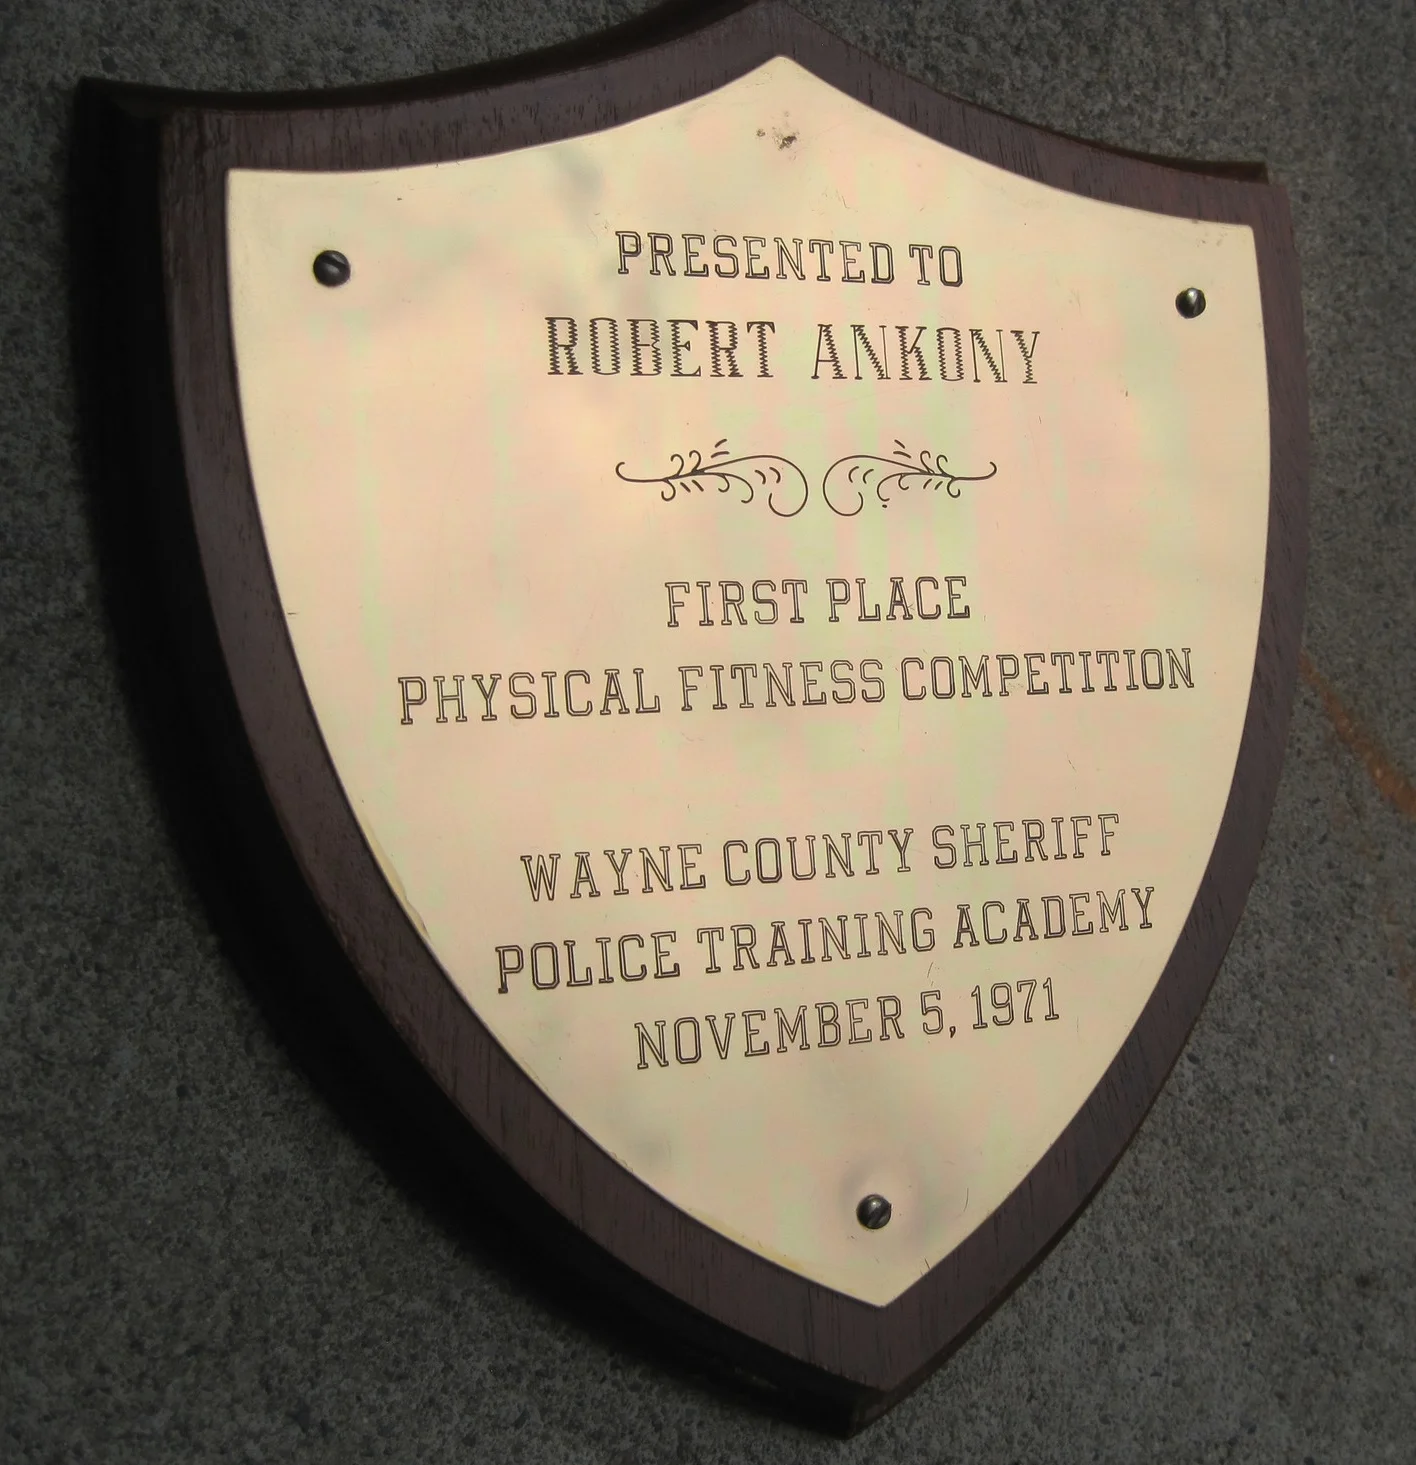 PRESENTED TO
ROBERT ANKONY
FIRST PLACE
PHYSICAL FITNESS COMPETITION
WAYNE COUNTY SHERIFF
POLICE TRAINING ACADEMY
NOVEMBER 5, 1971